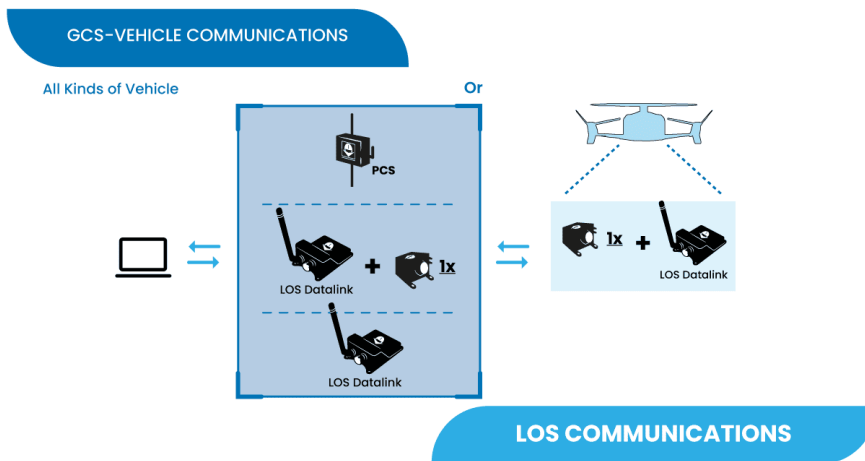 GCS-VEHICLE COMMUNICATIONS
All Kinds of Vehicle
Or
PCS
LOS Datalink
+
1x
LOS Datalink
1x
+
LOS Datalink
LOS COMMUNICATIONS